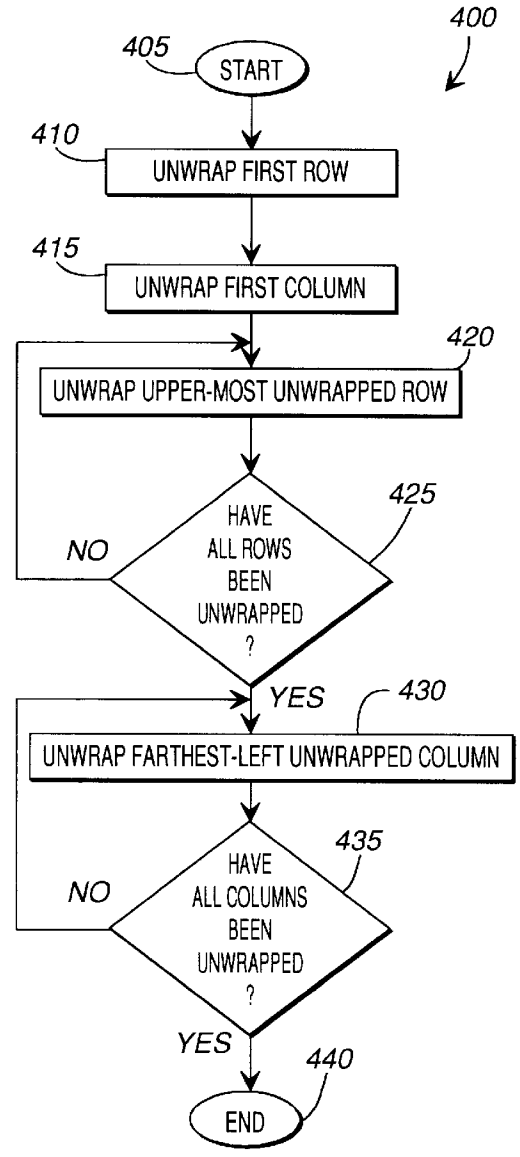 400
405
START
410
UNWRAP FIRST ROW
415
UNWRAP FIRST COLUMN
420
UNWRAP UPPER-MOST UNWRAPPED ROW
425
HAVE
ALL ROWS
BEEN
UNWRAPPED
?
NO
YES
430
UNWRAP FARTHEST-LEFT UNWRAPPED COLUMN
435
HAVE
ALL COLUMNS
BEEN
UNWRAPPED
?
NO
YES
440
END